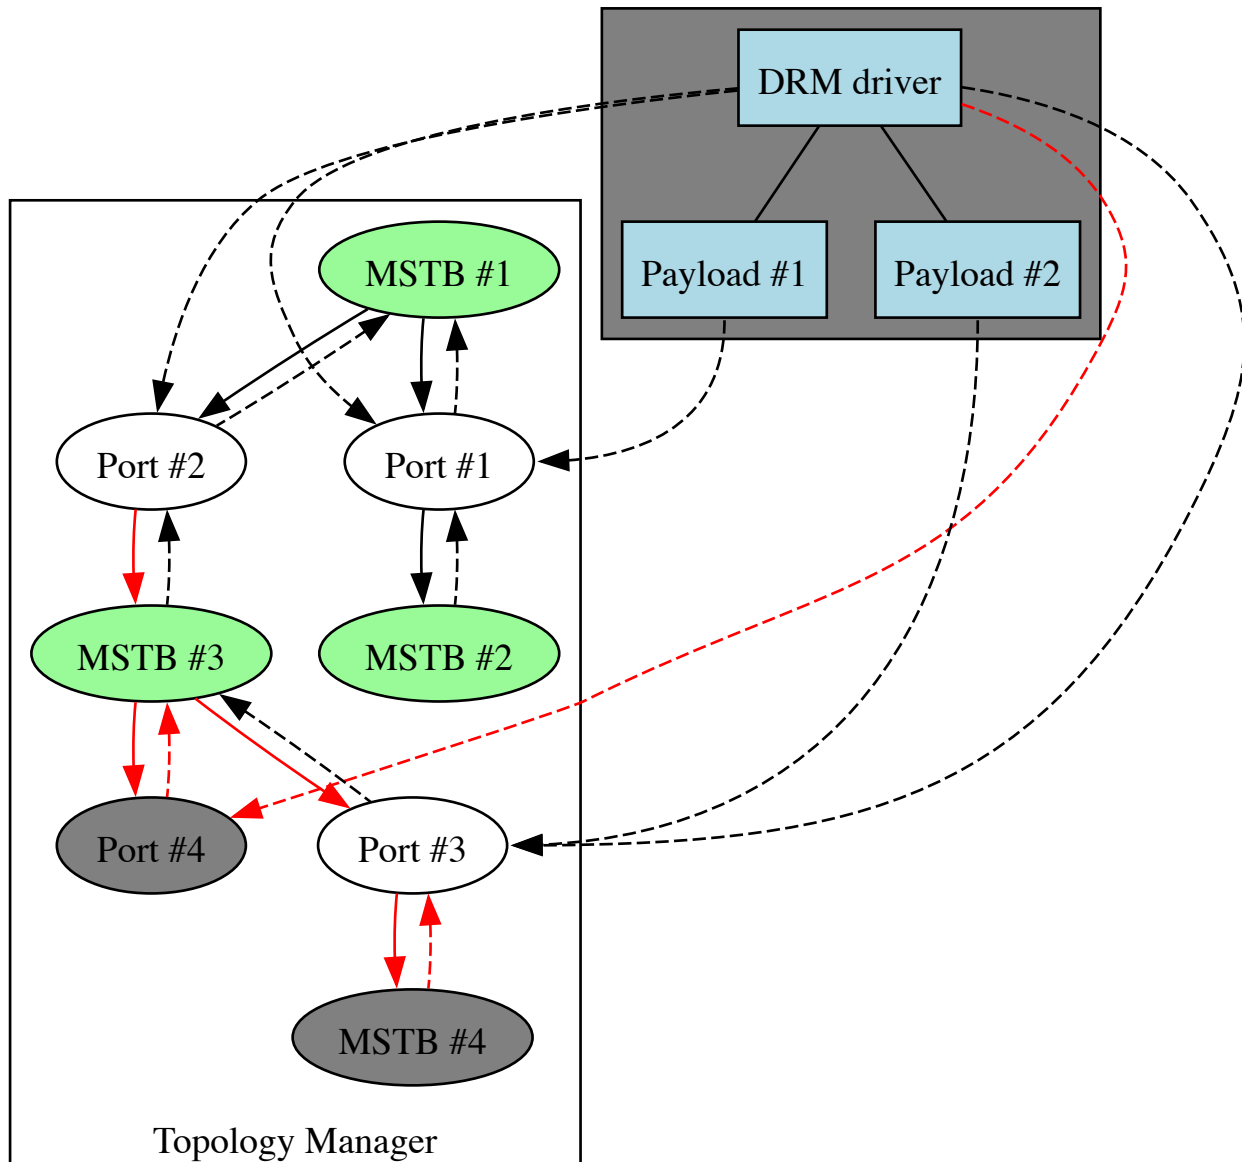 DRM driver
Payload #1
Payload #2
MSTB #1
Port #2
Port #1
MSTB #3
MSTB #2
Port #4
Port #3
MSTB #4
Topology Manager